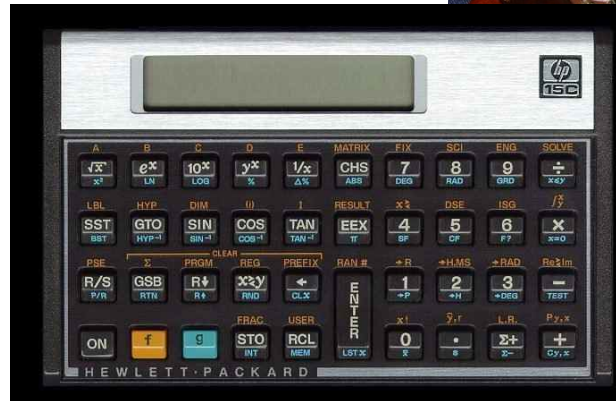 hp
15C
A B C D E MATRIX FIX SCI ENG SOLVE
√x eˣ 10ˣ yˣ 1/x CHS 7 8 9 ÷
x² LN LOG % Δ% ABS DEG RAD GRD x≤y
LBL HYP DIM (i) I RESULT x≷ DSE ISG ∫
SST GTO SIN COS TAN EEX 4 5 6 ×
BST HYP⁻¹ SIN⁻¹ COS⁻¹ TAN⁻¹ π SF CF F? x=0
CLEAR
PSE Σ PRGM REG PREFIX RAN # →R →H.MS →RAD Re≷Im
R/S GSB R↓ x≷y ← ENTER 1 2 3 −
P/R RTN R↑ RND CLx →P →H →DEG TEST
FRAC USER x! ŷ,r L.R. Py,x
ON f g STO RCL 0 · Σ+ +
INT MEM LSTx x̄ s Σ− Cy,x
HEWLETT·PACKARD